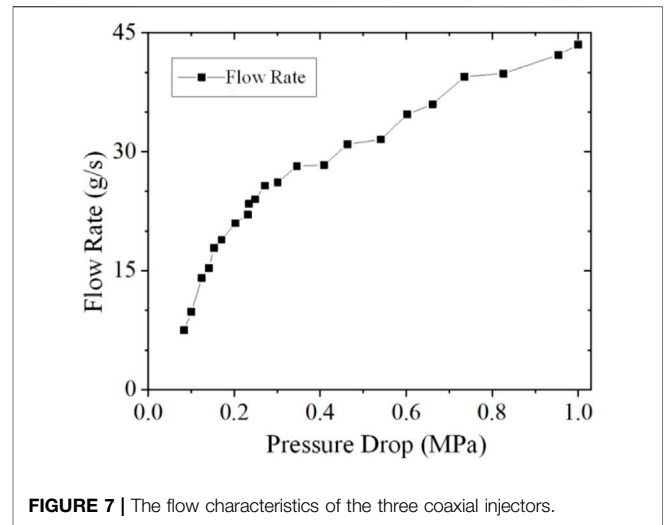 45
30
15
0
Flow Rate (g/s)
Flow Rate
0.0 0.2 0.4 0.6 0.8 1.0
Pressure Drop (MPa)
FIGURE 7 | The flow characteristics of the three coaxial injectors.